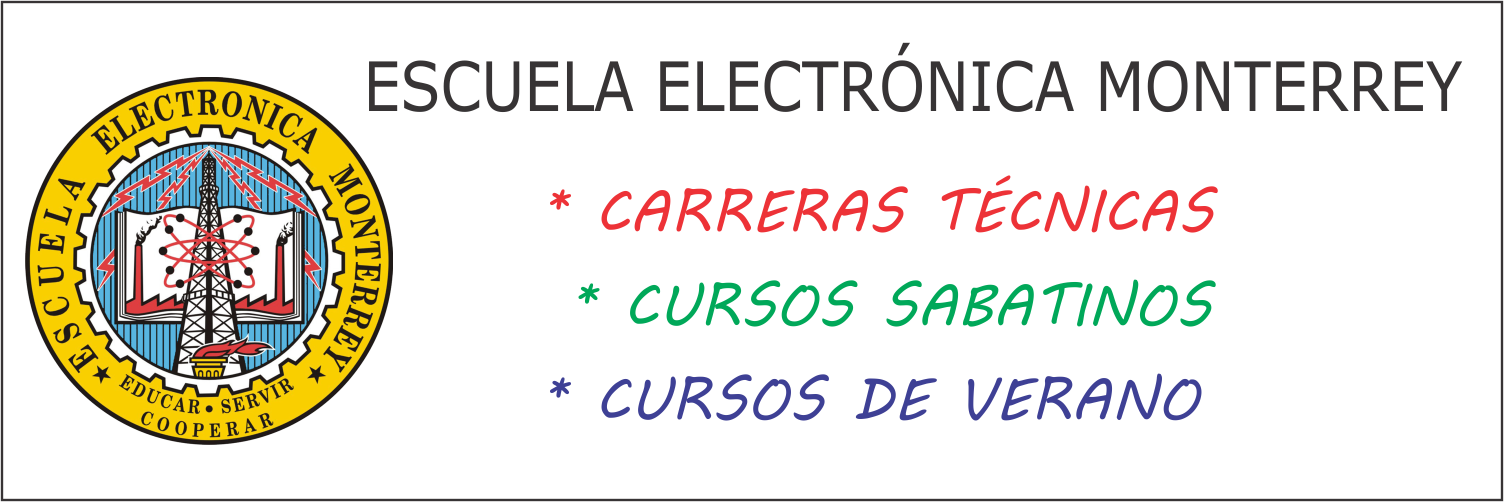 ESCUELA ELECTRÓNICA MONTERREY
* CARRERAS TÉCNICAS
* CURSOS SABATINOS
* CURSOS DE VERANO
★ ESCUELA ELECTRONICA MONTERREY ★
EDUCAR • SERVIR
COOPERAR